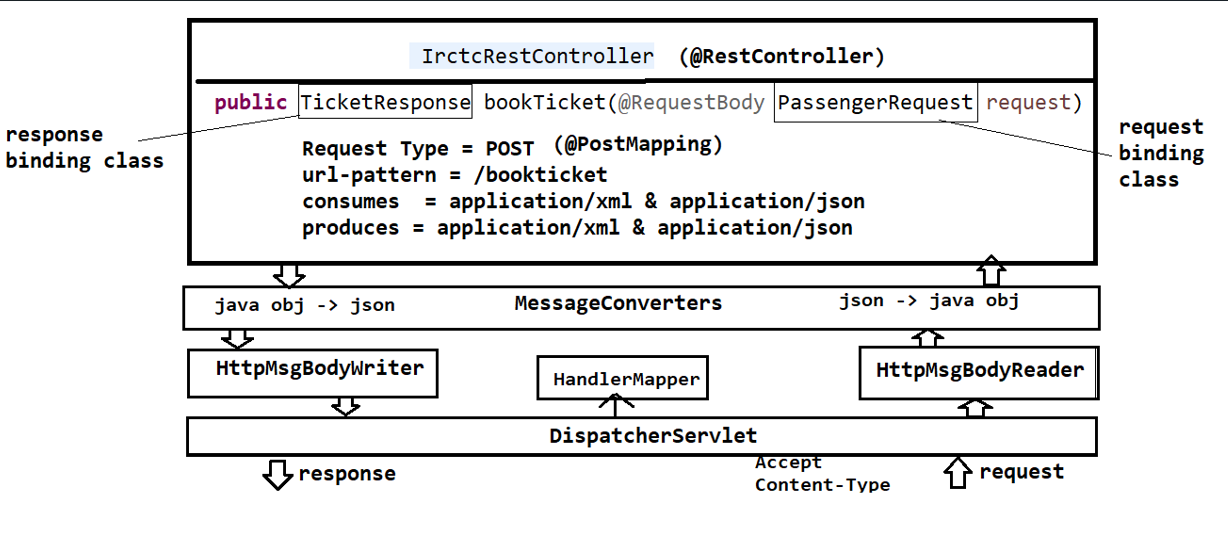 IrctcRestController (@RestController)
public TicketResponse bookTicket(@RequestBody PassengerRequest request)
response
binding class
request
binding
class
Request Type = POST (@PostMapping)
url-pattern = /bookticket
consumes = application/xml & application/json
produces = application/xml & application/json
java obj -> json
MessageConverters
json -> java obj
HttpMsgBodyWriter
HandlerMapper
HttpMsgBodyReader
DispatcherServlet
response
Accept
Content-Type
request